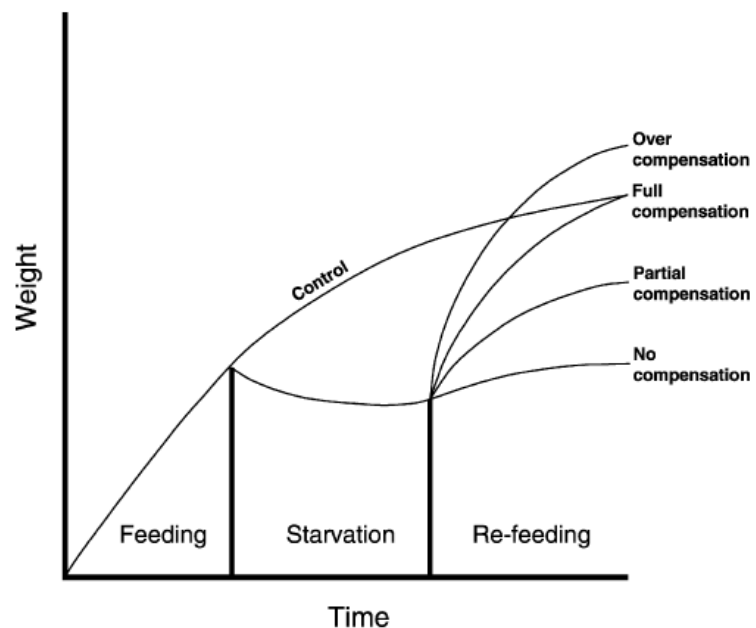 Over
compensation
Full
compensation
Control
Partial
compensation
No
compensation
Weight
Feeding
Starvation
Re-feeding
Time